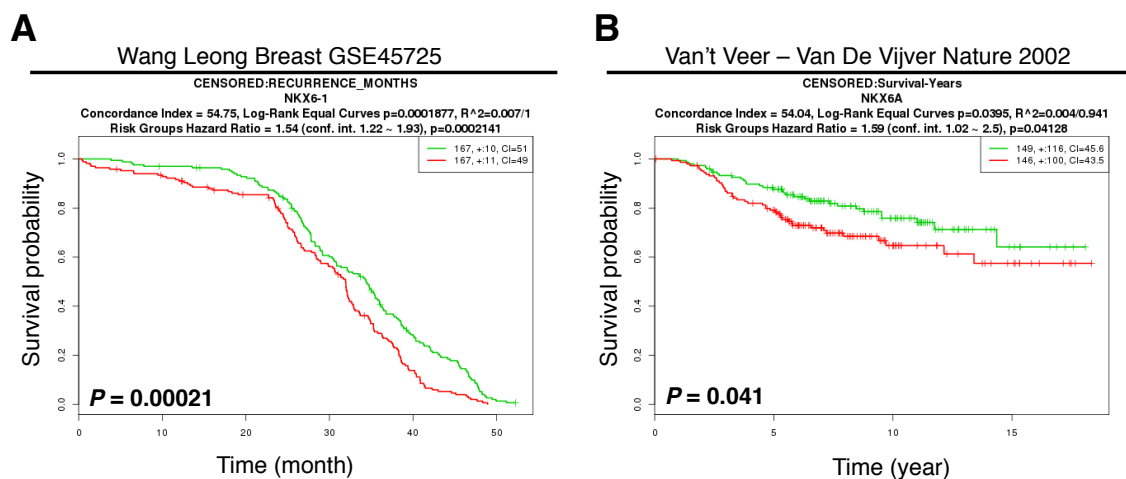 A
Wang Leong Breast GSE45725
CENSORED:RECURRENCE_MONTHS
NKX6-1
Concordance Index = 54.75, Log-Rank Equal Curves p=0.0001877, R^2=0.007/1
Risk Groups Hazard Ratio = 1.54 (conf. int. 1.22 ~ 1.93), p=0.0002141
167, +:10, CI=51
167, +:11, CI=49
Survival probability
1.0
0.8
0.6
0.4
0.2
0.0
P = 0.00021
0 10 20 30 40 50
Time (month)
B
Van't Veer – Van De Vijver Nature 2002
CENSORED:Survival-Years
NKX6A
Concordance Index = 54.04, Log-Rank Equal Curves p=0.0395, R^2=0.004/0.941
Risk Groups Hazard Ratio = 1.59 (conf. int. 1.02 ~ 2.5), p=0.04128
149, +:116, CI=45.6
146, +:100, CI=43.5
Survival probability
1.0
0.8
0.6
0.4
0.2
0.0
P = 0.041
0 5 10 15
Time (year)